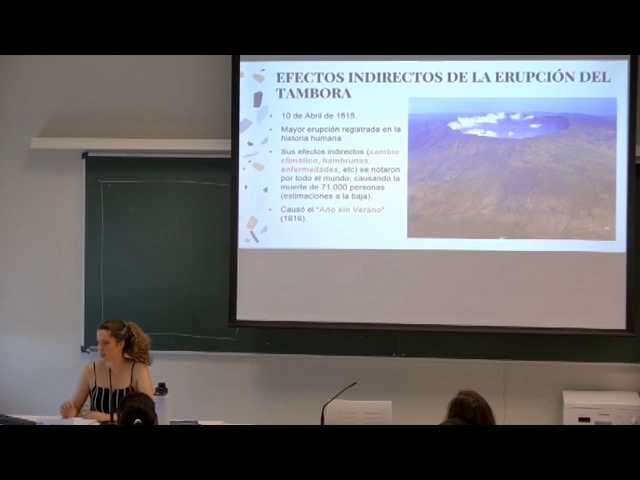 EFECTOS INDIRECTOS DE LA ERUPCIÓN DEL
TAMBORA
10 de Abril de 1815.
Mayor erupción registrada en la
historia humana.
Sus efectos indirectos (cambio
climático, hambrunas,
enfermedades, etc) se notaron
por todo el mundo, causando la
muerte de 71.000 personas
(estimaciones a la baja).
Causó el "Año sin Verano"
(1816).